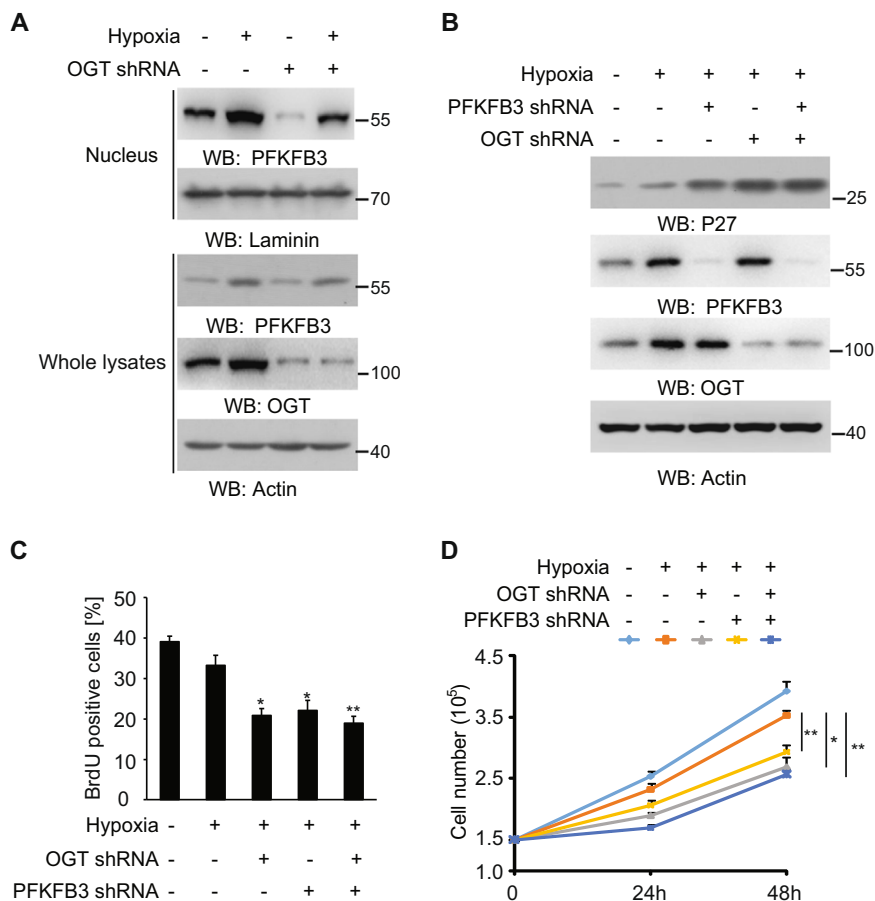 A
Hypoxia - + - +
OGT shRNA - - + +
Nucleus
55
WB: PFKFB3
70
WB: Laminin
55
WB: PFKFB3
Whole lysates
100
WB: OGT
40
WB: Actin
B
Hypoxia - + + + +
PFKFB3 shRNA - - + - +
OGT shRNA - - - + +
25
WB: P27
55
WB: PFKFB3
100
WB: OGT
40
WB: Actin
C
BrdU positive cells [%]
50
40
30
20
10
0
* * **
Hypoxia - + + + +
OGT shRNA - - + - +
PFKFB3 shRNA - - - + +
D
Hypoxia - + + + +
OGT shRNA - - + - +
PFKFB3 shRNA - - - + +
Cell number (10⁵)
4.5
3.5
2.5
1.5
1.0
** * **
0 24h 48h